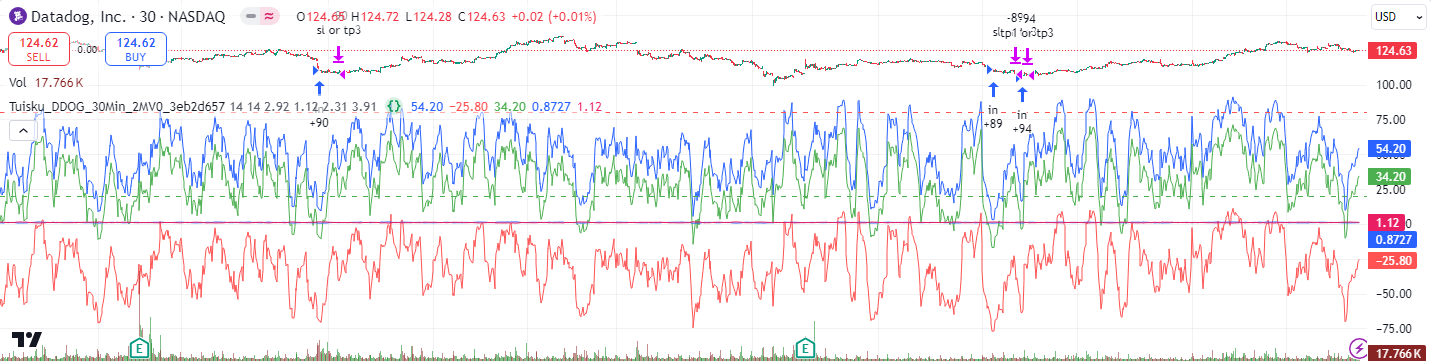 Datadog, Inc. · 30 · NASDAQ O124.65 H124.72 L124.28 C124.63 +0.02 (+0.01%)
USD
124.62
SELL
0.00
124.62
BUY
Vol 17.766K
Tuisku_DDOG_30Min_2MV0_3eb2d657 14 14 2.92 1.12 2.31 3.91 {} 54.20 −25.80 34.20 0.8727 1.12
sl or tp3
+90
in
+89
in
+94
124.63
100.00
75.00
54.20
34.20
25.00
1.12
0.8727
−25.80
−50.00
−75.00
17.766K
E
E